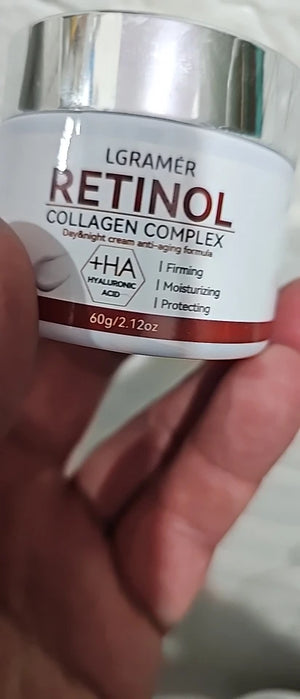 LGRAMÉR
RETINOL
COLLAGEN COMPLEX
Day&night cream anti-aging formula
+HA
HYALURONIC
ACID
| Firming
| Moisturizing
| Protecting
60g/2.12oz